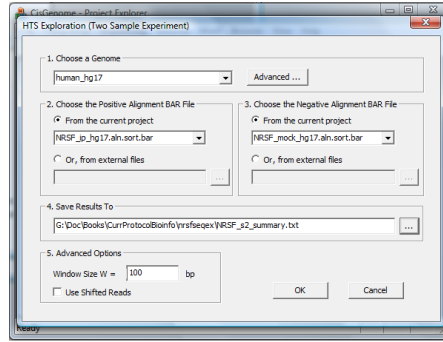 CisGenome - Project Explorer
HTS Exploration (Two Sample Experiment)
1. Choose a Genome
human_hg17
Advanced ...
2. Choose the Positive Alignment BAR File
From the current project
NRSF_ip_hg17.aln.sort.bar
Or, from external files
...
3. Choose the Negative Alignment BAR File
From the current project
NRSF_mock_hg17.aln.sort.bar
Or, from external files
...
4. Save Results To
G:\Doc\Books\CurrProtocolBioinfo\nrsfseqex\NRSF_s2_summary.txt
...
5. Advanced Options
Window Size W = 100 bp
Use Shifted Reads
OK
Cancel
Ready